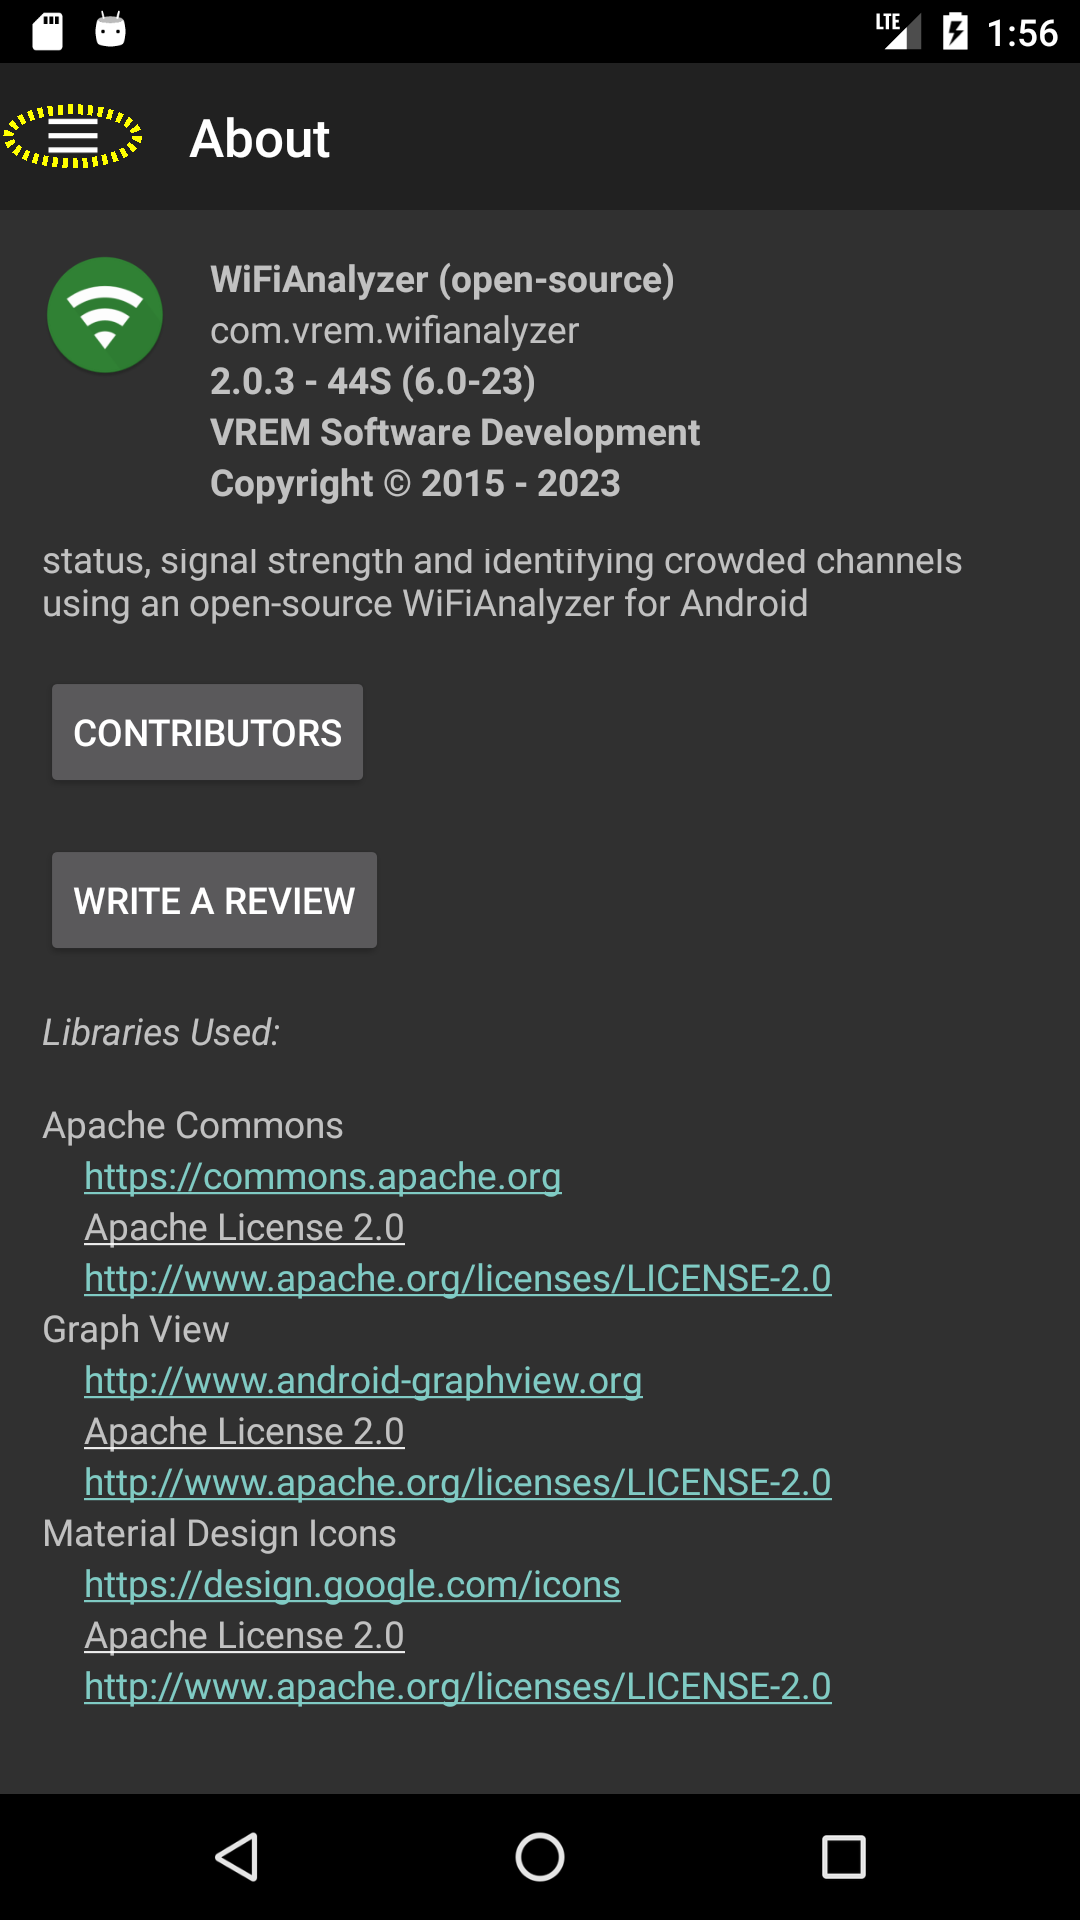 LTE 1:56
About
WiFiAnalyzer (open-source)
com.vrem.wifianalyzer
2.0.3 - 44S (6.0-23)
VREM Software Development
Copyright © 2015 - 2023
status, signal strength and identifying crowded channels
using an open-source WiFiAnalyzer for Android
CONTRIBUTORS
WRITE A REVIEW
Libraries Used:
Apache Commons
https://commons.apache.org
Apache License 2.0
http://www.apache.org/licenses/LICENSE-2.0
Graph View
http://www.android-graphview.org
Apache License 2.0
http://www.apache.org/licenses/LICENSE-2.0
Material Design Icons
https://design.google.com/icons
Apache License 2.0
http://www.apache.org/licenses/LICENSE-2.0